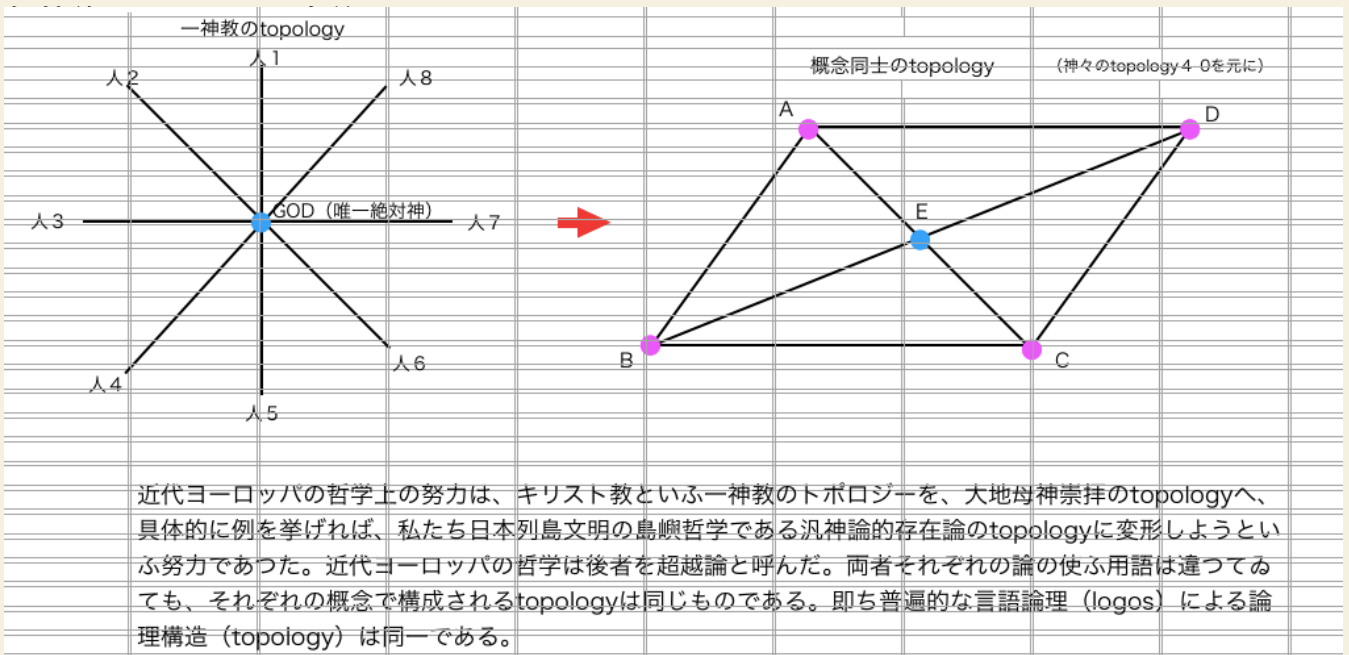 一神教のtopology
人1
人2
人8
概念同士のtopology
（神々のtopology４0を元に）
A
D
人3
GOD（唯一絶対神）
人7
E
人4
人5
人6
B
C
近代ヨーロッパの哲学上の努力は、キリスト教といふ一神教のトポロジーを、大地母神崇拝のtopologyへ、
具体的に例を挙げれば、私たち日本列島文明の島嶼哲学である汎神論的存在論のtopologyに変形しようとい
ふ努力であつた。近代ヨーロッパの哲学は後者を超越論と呼んだ。両者それぞれの論の使ふ用語は違つてゐ
ても、それぞれの概念で構成されるtopologyは同じものである。即ち普遍的な言語論理（logos）による論
理構造（topology）は同一である。